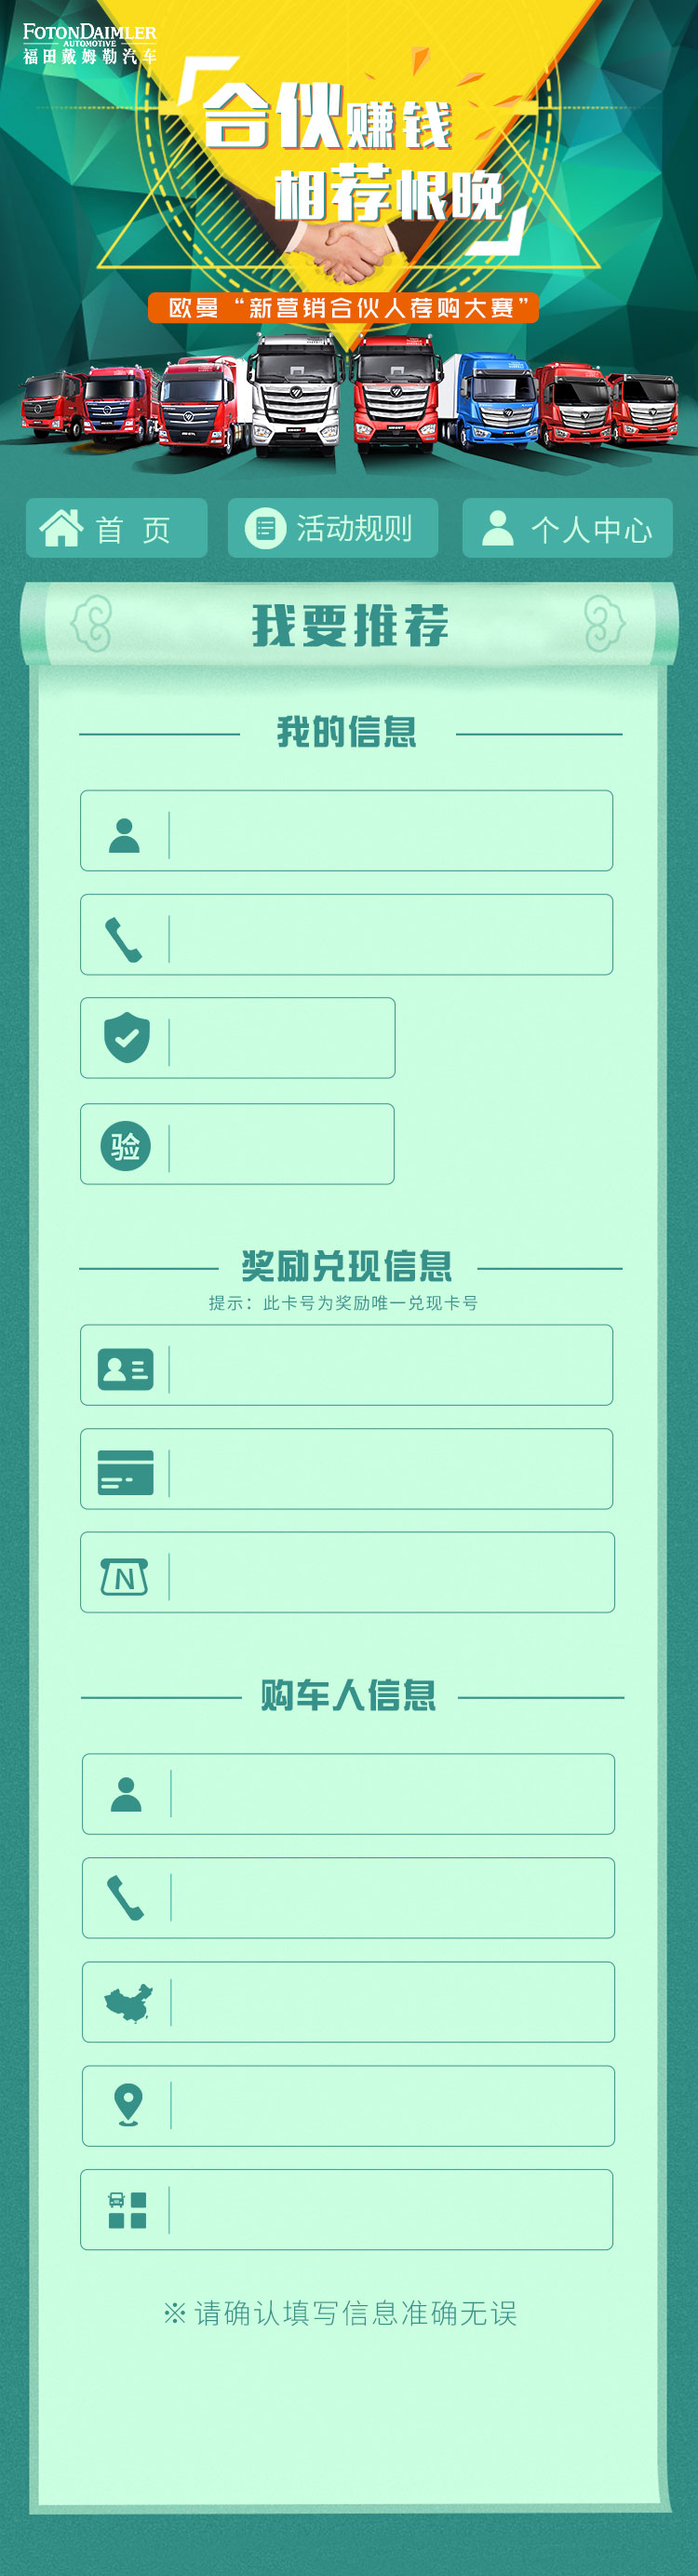 FOTONDAIMLER
AUTOMOTIVE
福田戴姆勒汽车
合伙赚钱
相荐恨晚
欧曼“新营销合伙人荐购大赛”
首 页
活动规则
个人中心
我要推荐
我的信息
验
奖励兑现信息
提示：此卡号为奖励唯一兑现卡号
N
购车人信息
※请确认填写信息准确无误